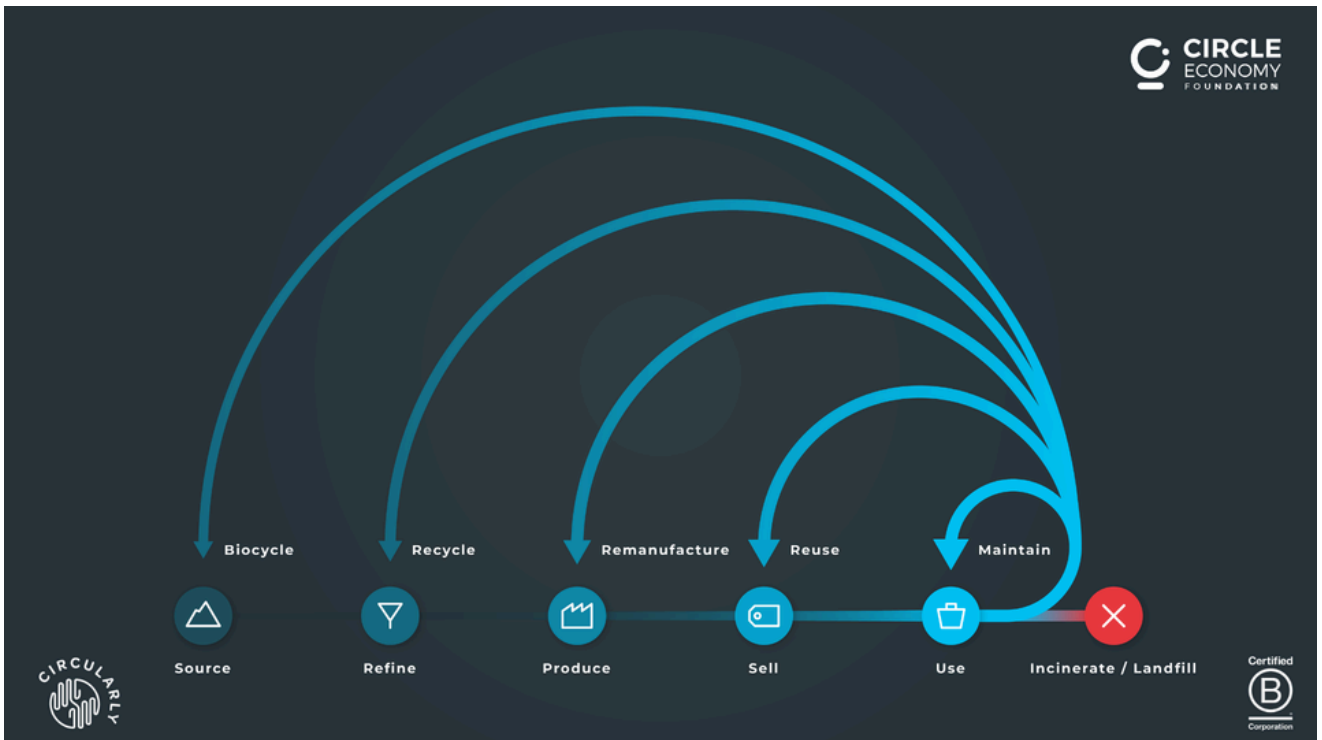 CIRCLE
ECONOMY
FOUNDATION
Biocycle
Recycle
Remanufacture
Reuse
Maintain
Source
Refine
Produce
Sell
Use
Incinerate / Landfill
CIRCULARLY
Certified
B
Corporation